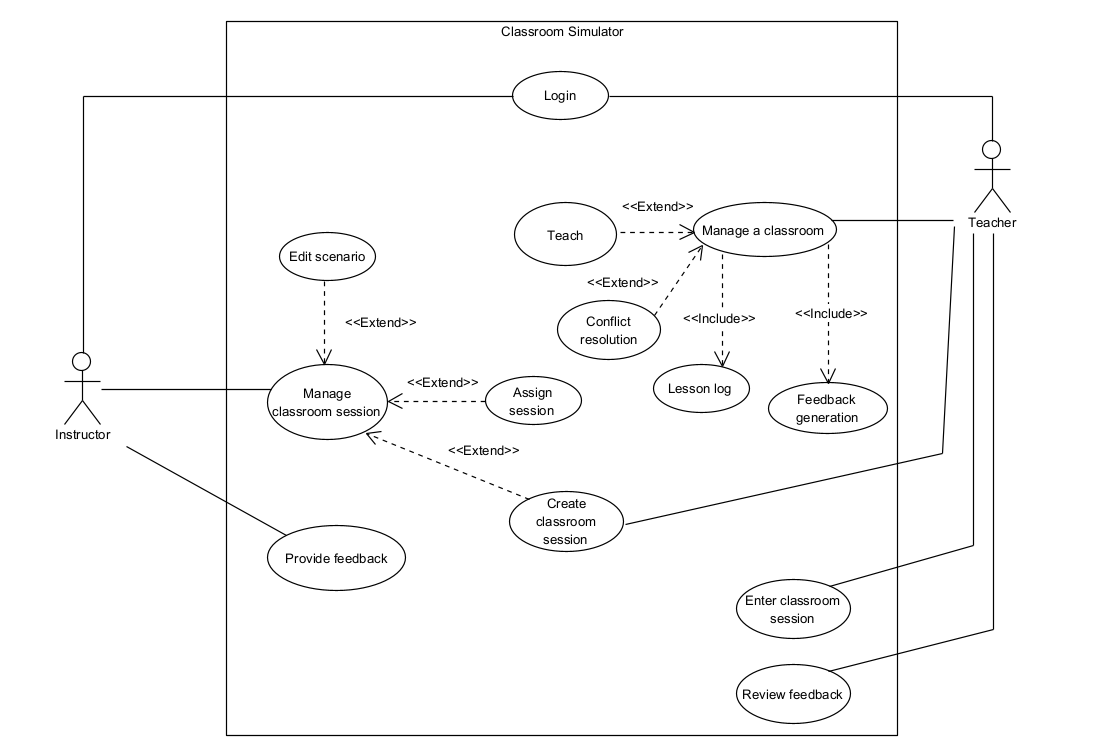 Classroom Simulator
Login
Teacher
<<Extend>>
Teach
Manage a classroom
Edit scenario
<<Extend>>
<<Extend>>
Conflict
resolution
<<Include>>
<<Include>>
Manage
classroom session
<<Extend>>
Assign
session
Lesson log
Feedback
generation
Instructor
<<Extend>>
Create
classroom
session
Provide feedback
Enter classroom
session
Review feedback